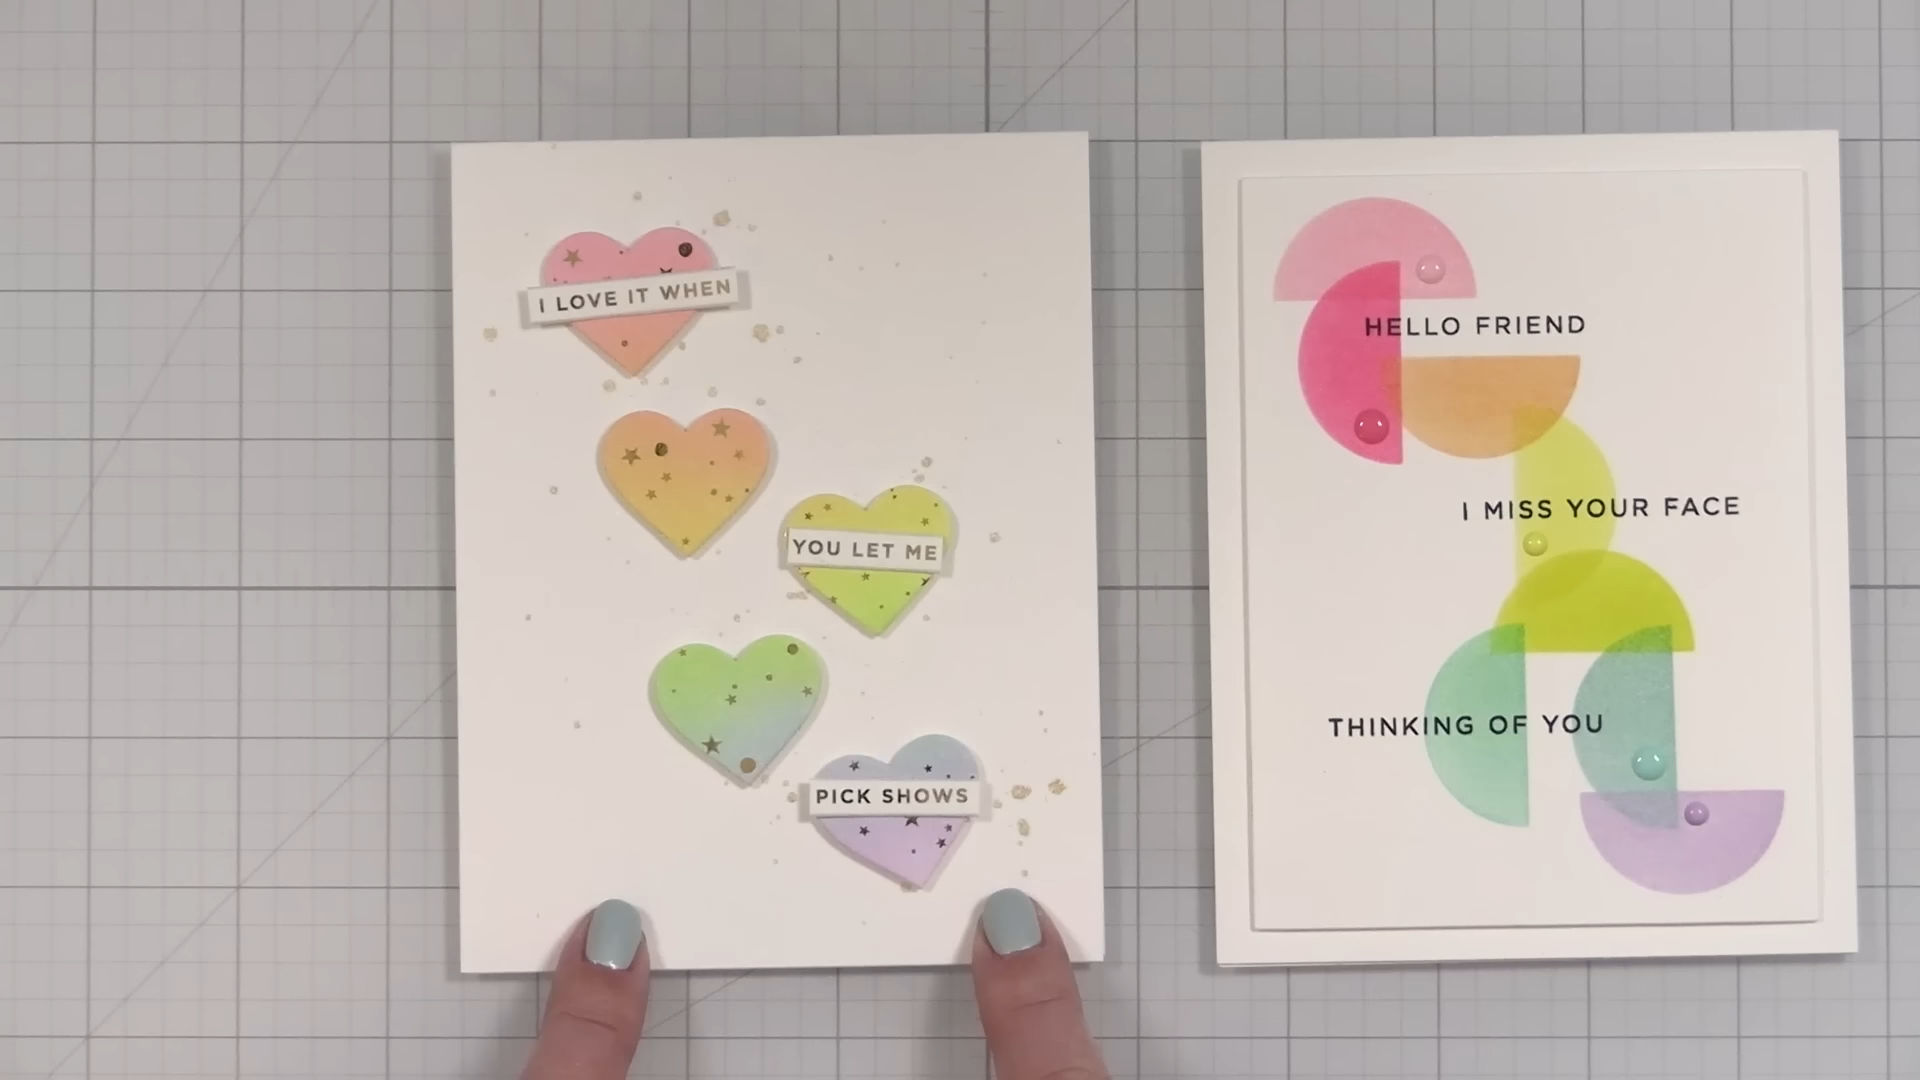 I LOVE IT WHEN
YOU LET ME
PICK SHOWS
HELLO FRIEND
I MISS YOUR FACE
THINKING OF YOU